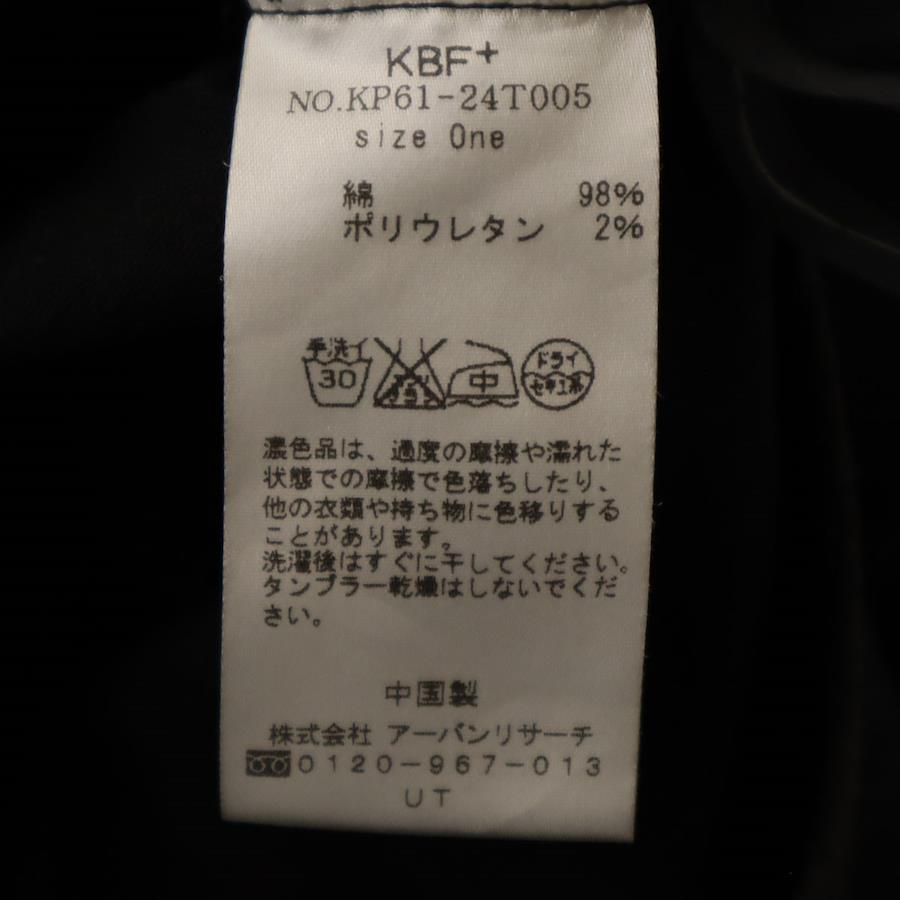 KBF+
NO.KP61-24T005
size One
綿 98%
ポリウレタン 2%
手洗イ
30
エンソ
サラシ
中
ドライ
セキユ系
濃色品は、過度の摩擦や濡れた
状態での摩擦で色落ちしたり、
他の衣類や持ち物に色移りする
ことがあります。
洗濯後はすぐに干してください。
タンブラー乾燥はしないでくだ
さい。
中国製
株式会社 アーバンリサーチ
0120-967-013
UT